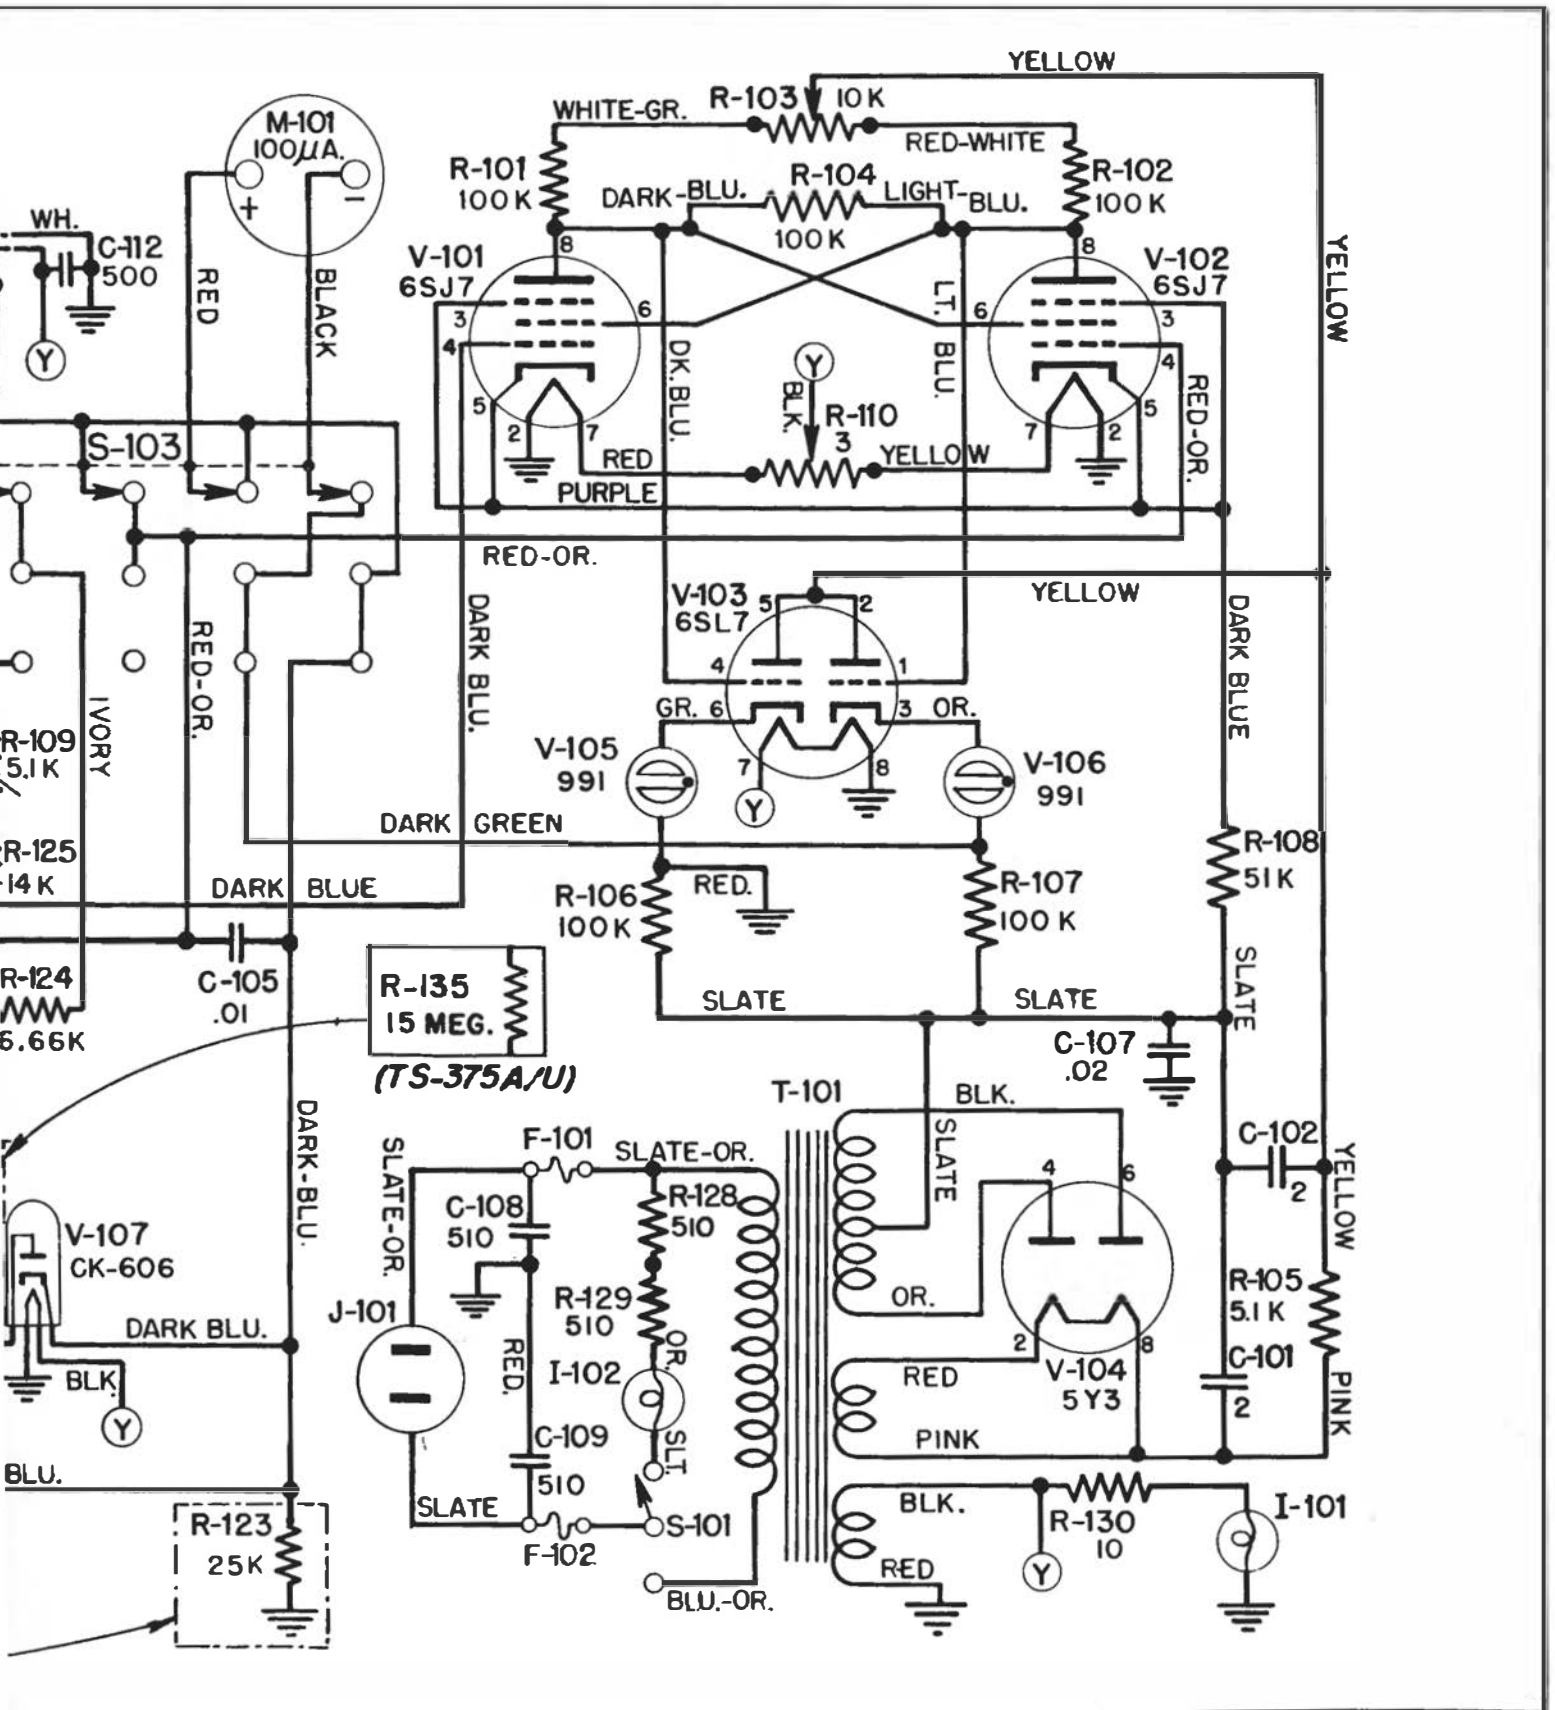 YELLOW
R-103
10 K
WHITE-GR.
RED-WHITE
M-101
100µA.
+
−
R-101
100 K
R-104
100 K
DARK-BLU.
LIGHT-BLU.
R-102
100 K
WH.
C-112
500
Y
RED
BLACK
V-101
6SJ7
8
3
4
5
2
7
6
V-102
6SJ7
8
6
3
4
7
2
5
YELLOW
DK. BLU.
LT. BLU.
Y
BLK.
R-110
3
RED
YELLOW
RED-OR.
S-103
PURPLE
RED-OR.
YELLOW
V-103
6SL7
5
2
4
1
GR. 6
3 OR.
7
8
Y
DARK BLU.
DARK BLUE
RED-OR.
IVORY
R-109
5.1 K
V-105
991
V-106
991
DARK GREEN
R-125
14 K
DARK BLUE
R-108
51 K
R-106
100 K
RED.
R-107
100 K
R-124
6.66K
C-105
.01
R-135
15 MEG.
(TS-375A/U)
SLATE
SLATE
SLATE
C-107
.02
T-101
BLK.
SLATE
DARK-BLU.
SLATE-OR.
F-101
SLATE-OR.
C-108
510
R-128
510
4
6
C-102
2
YELLOW
V-107
CK-606
R-129
510
OR.
R-105
5.1 K
J-101
DARK BLU.
BLK.
Y
RED.
OR.
I-102
2
8
V-104
5Y3
RED
C-101
2
PINK
C-109
510
SLT.
PINK
BLU.
SLATE
F-102
S-101
BLU.-OR.
BLK.
R-130
10
I-101
Y
RED
R-123
25K